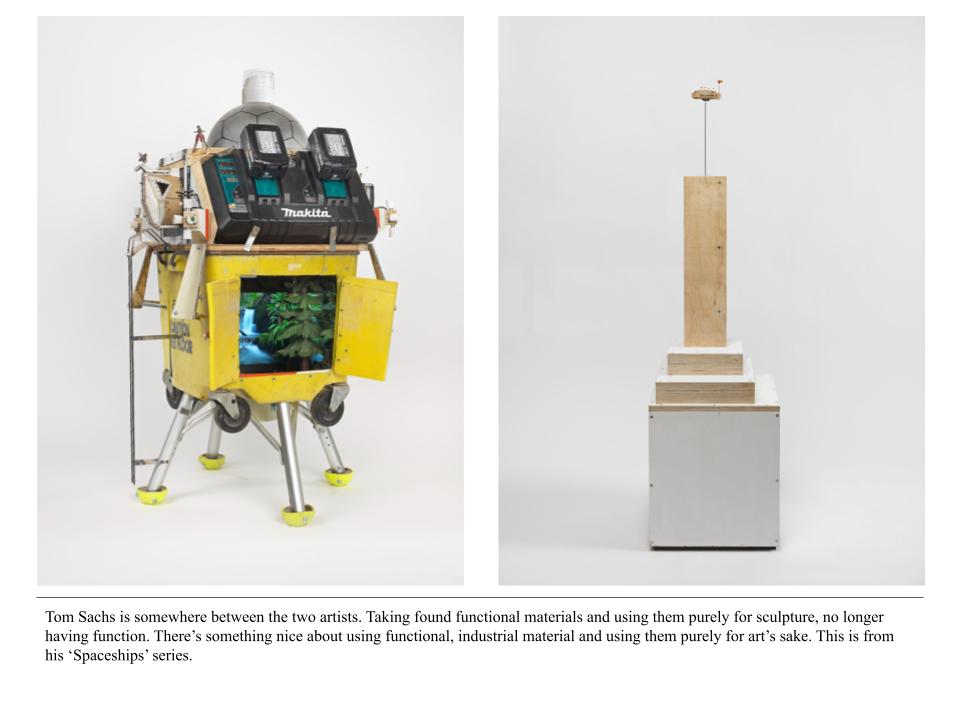 makita
Tom Sachs is somewhere between the two artists. Taking found functional materials and using them purely for sculpture, no longer
having function. There’s something nice about using functional, industrial material and using them purely for art’s sake. This is from
his ‘Spaceships’ series.